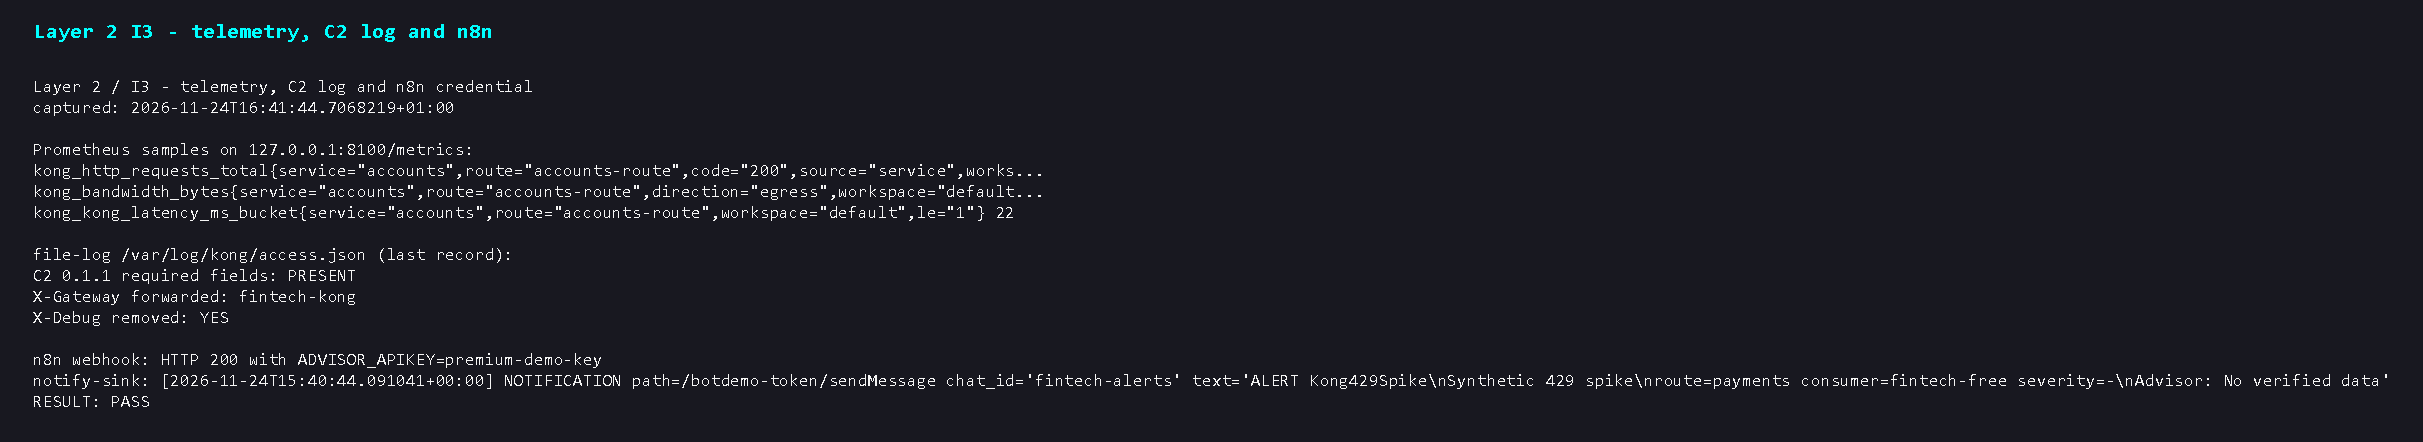 Layer 2 I3 - telemetry, C2 log and n8n
Layer 2 / I3 - telemetry, C2 log and n8n credential
captured: 2026-11-24T16:41:44.7068219+01:00
Prometheus samples on 127.0.0.1:8100/metrics:
kong_http_requests_total{service="accounts",route="accounts-route",code="200",source="service",works...
kong_bandwidth_bytes{service="accounts",route="accounts-route",direction="egress",workspace="default...
kong_kong_latency_ms_bucket{service="accounts",route="accounts-route",workspace="default",le="1"} 22
file-log /var/log/kong/access.json (last record):
C2 0.1.1 required fields: PRESENT
X-Gateway forwarded: fintech-kong
X-Debug removed: YES
n8n webhook: HTTP 200 with ADVISOR_APIKEY=premium-demo-key
notify-sink: [2026-11-24T15:40:44.091041+00:00] NOTIFICATION path=/botdemo-token/sendMessage chat_id='fintech-alerts' text='ALERT Kong429Spike\nSynthetic 429 spike\nroute=payments consumer=fintech-free severity=-\nAdvisor: No verified data'
RESULT: PASS